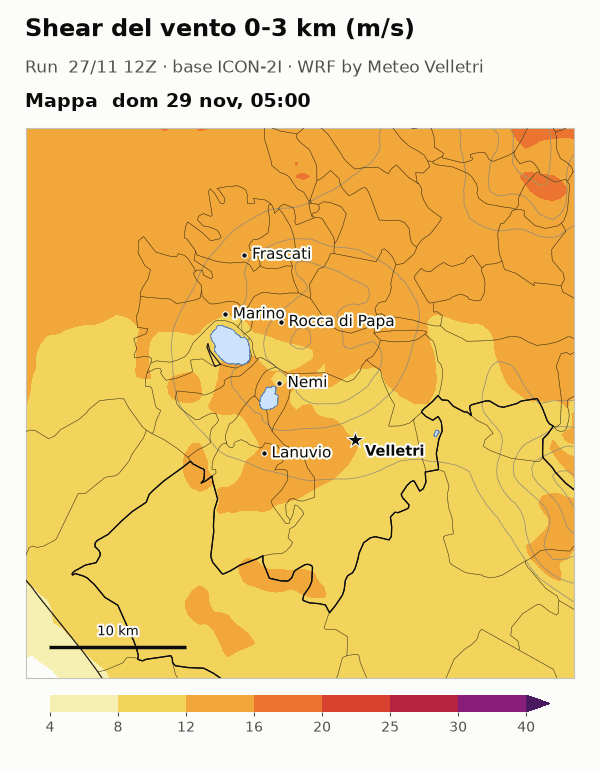 Shear del vento 0-3 km (m/s)
Run  27/11 12Z · base ICON-2I · WRF by Meteo Velletri
Mappa  dom 29 nov, 05:00
Frascati
Marino
Rocca di Papa
Nemi
Velletri
Lanuvio
10 km
4 8 12 16 20 25 30 40